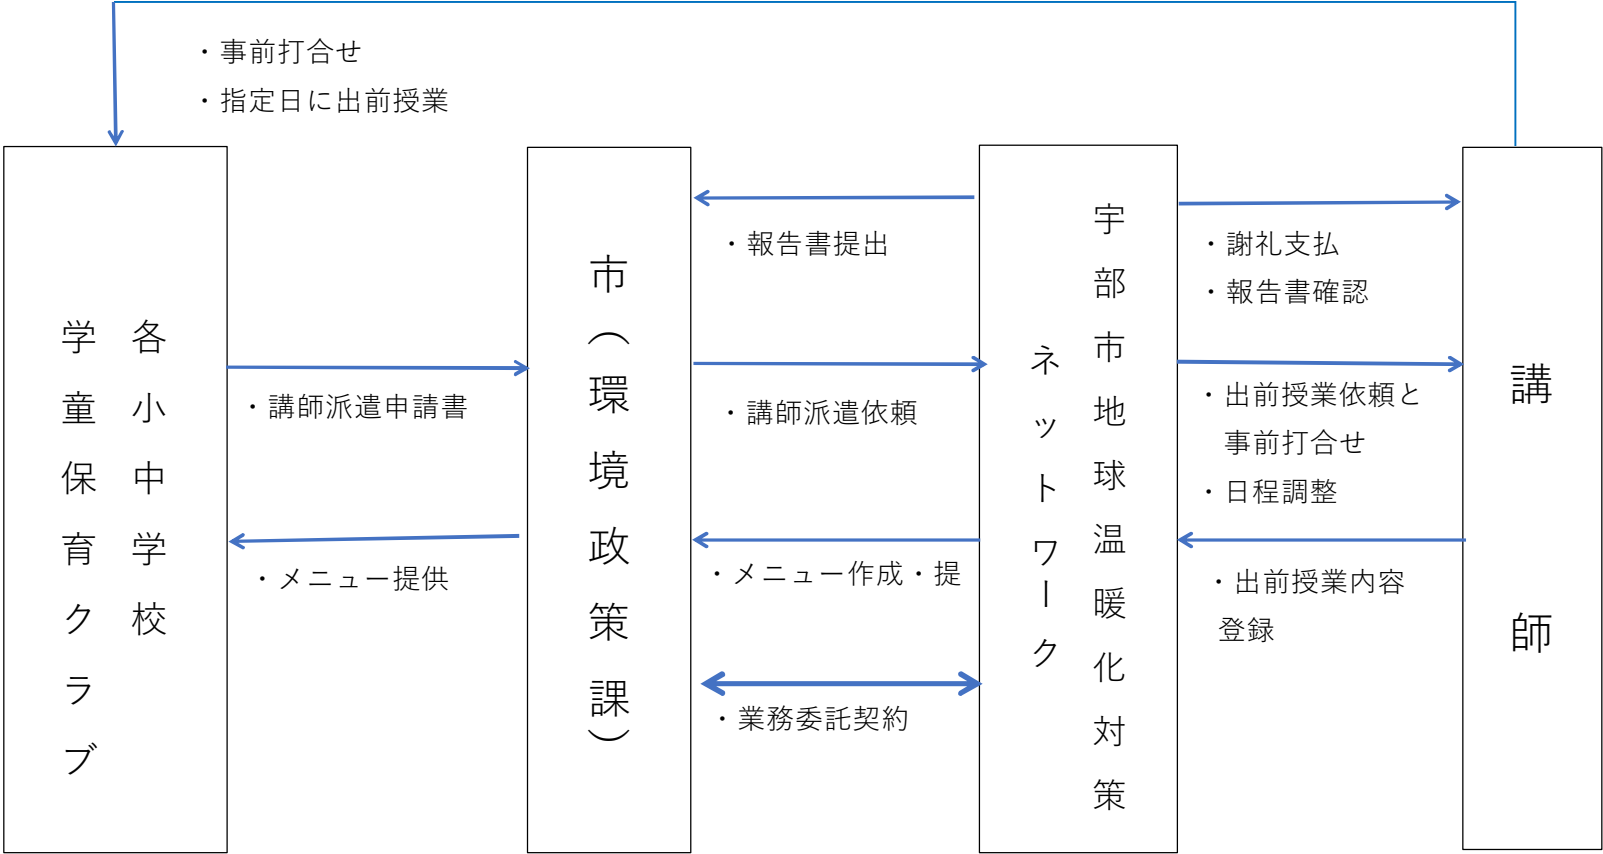 ・事前打合せ
・指定日に出前授業
各小中学校
学童保育クラブ
・講師派遣申請書
・メニュー提供
市（環境政策課）
・報告書提出
・講師派遣依頼
・メニュー作成・提
・業務委託契約
宇部市地球温暖化対策
ネットワーク
・謝礼支払
・報告書確認
・出前授業依頼と
事前打合せ
・日程調整
・出前授業内容
登録
講師